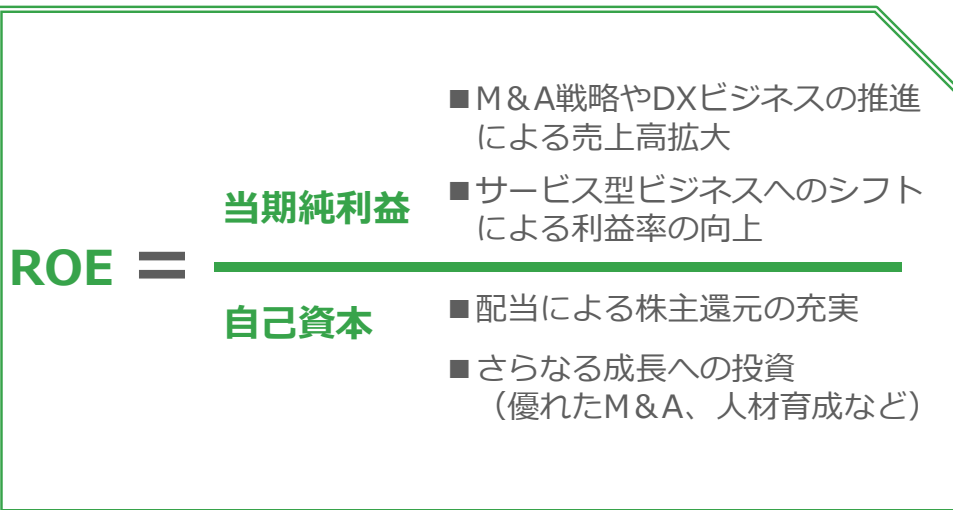 ROE =
当期純利益
■M&A戦略やDXビジネスの推進
による売上高拡大
■サービス型ビジネスへのシフト
による利益率の向上
自己資本
■配当による株主還元の充実
■さらなる成長への投資
（優れたM&A、人材育成など）